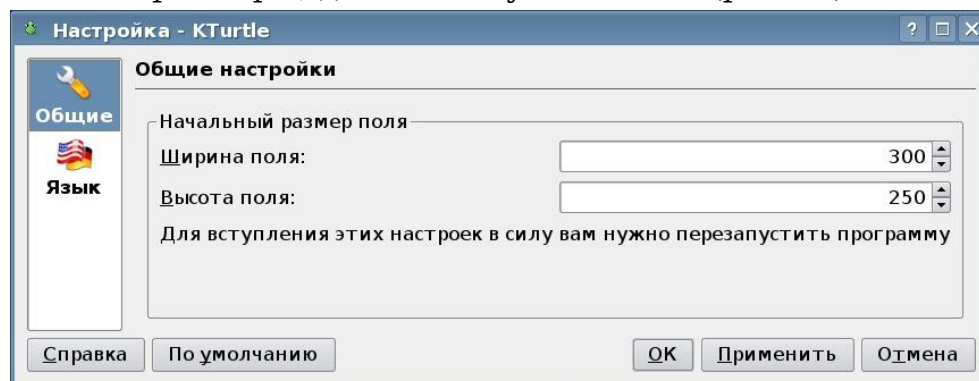 Настройка - KTurtle
Общие
Язык
Общие настройки
Начальный размер поля
Ширина поля: 300
Высота поля: 250
Для вступления этих настроек в силу вам нужно перезапустить программу
Справка По умолчанию ОК Применить Отмена